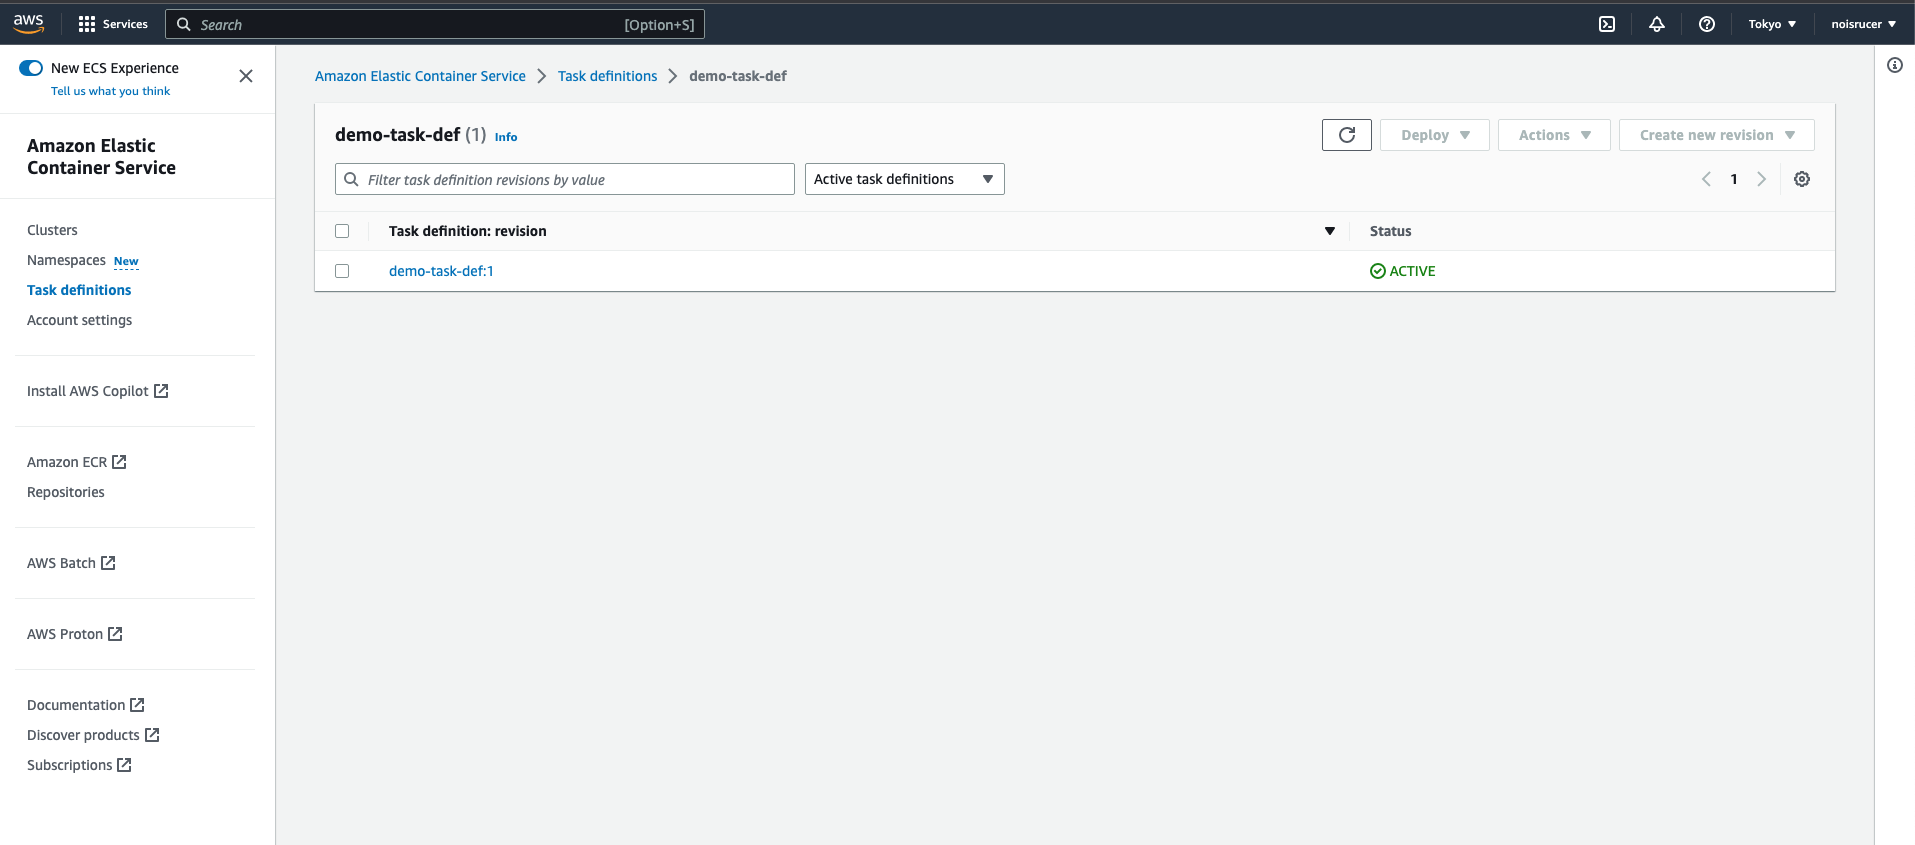 aws Services Search [Option+S] Tokyo noisrucer
New ECS Experience
Tell us what you think
Amazon Elastic
Container Service
Clusters
Namespaces New
Task definitions
Account settings
Install AWS Copilot
Amazon ECR
Repositories
AWS Batch
AWS Proton
Documentation
Discover products
Subscriptions
Amazon Elastic Container Service Task definitions demo-task-def
demo-task-def (1) Info Deploy Actions Create new revision
Filter task definition revisions by value Active task definitions 1
Task definition: revision Status
demo-task-def:1 ACTIVE